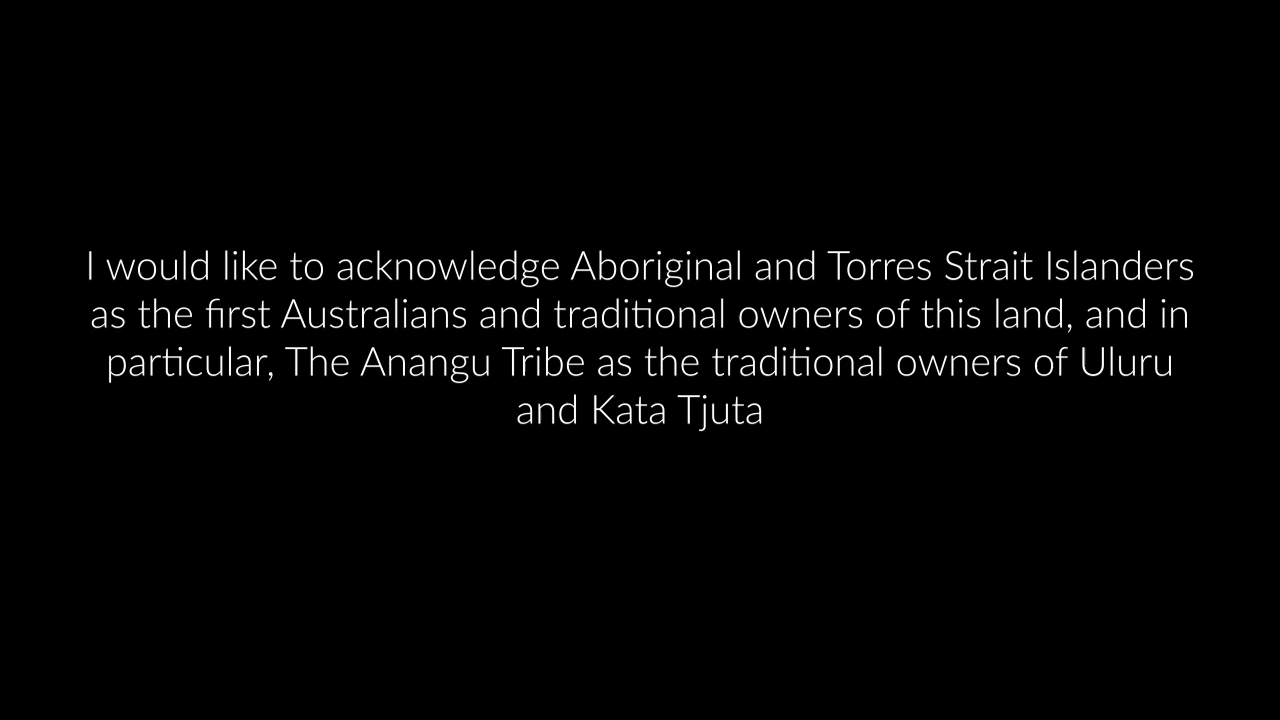 I would like to acknowledge Aboriginal and Torres Strait Islanders
as the first Australians and traditional owners of this land, and in
particular, The Anangu Tribe as the traditional owners of Uluru
and Kata Tjuta